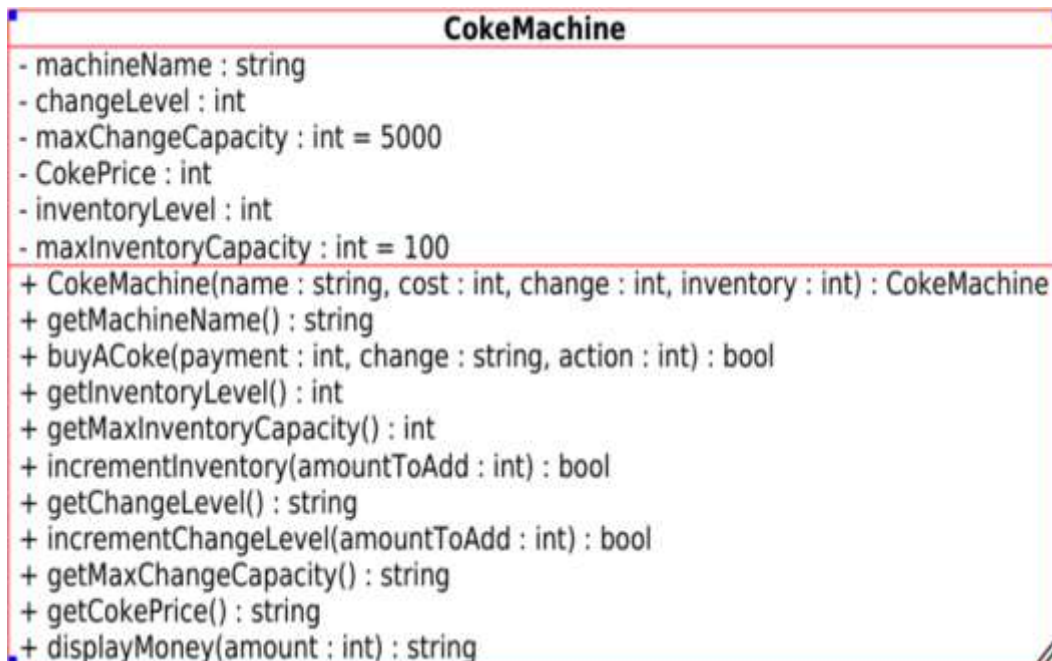 CokeMachine
- machineName : string
- changeLevel : int
- maxChangeCapacity : int = 5000
- CokePrice : int
- inventoryLevel : int
- maxInventoryCapacity : int = 100
+ CokeMachine(name : string, cost : int, change : int, inventory : int) : CokeMachine
+ getMachineName() : string
+ buyACoke(payment : int, change : string, action : int) : bool
+ getInventoryLevel() : int
+ getMaxInventoryCapacity() : int
+ incrementInventory(amountToAdd : int) : bool
+ getChangeLevel() : string
+ incrementChangeLevel(amountToAdd : int) : bool
+ getMaxChangeCapacity() : string
+ getCokePrice() : string
+ displayMoney(amount : int) : string